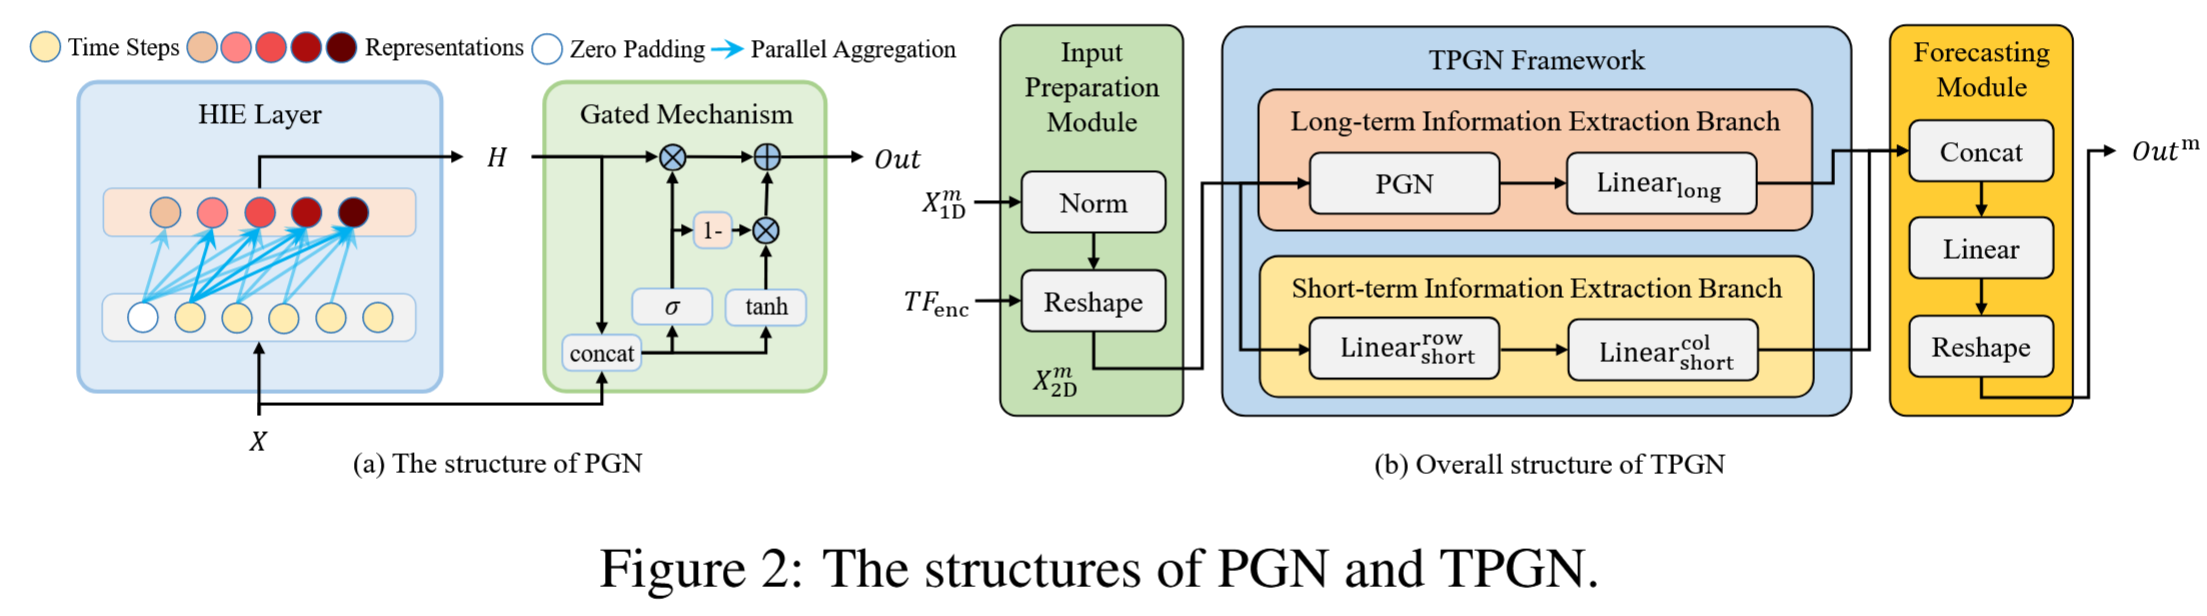 Time Steps
Representations
Zero Padding
Parallel Aggregation
HIE Layer
H
X
Gated Mechanism
Out
1-
σ
tanh
concat
(a) The structure of PGN
Input
Preparation
Module
X^m_1D
Norm
TF_enc
Reshape
X^m_2D
TPGN Framework
Long-term Information Extraction Branch
PGN
Linear_long
Short-term Information Extraction Branch
Linear^row_short
Linear^col_short
Forecasting
Module
Concat
Linear
Reshape
Out^m
(b) Overall structure of TPGN
Figure 2: The structures of PGN and TPGN.